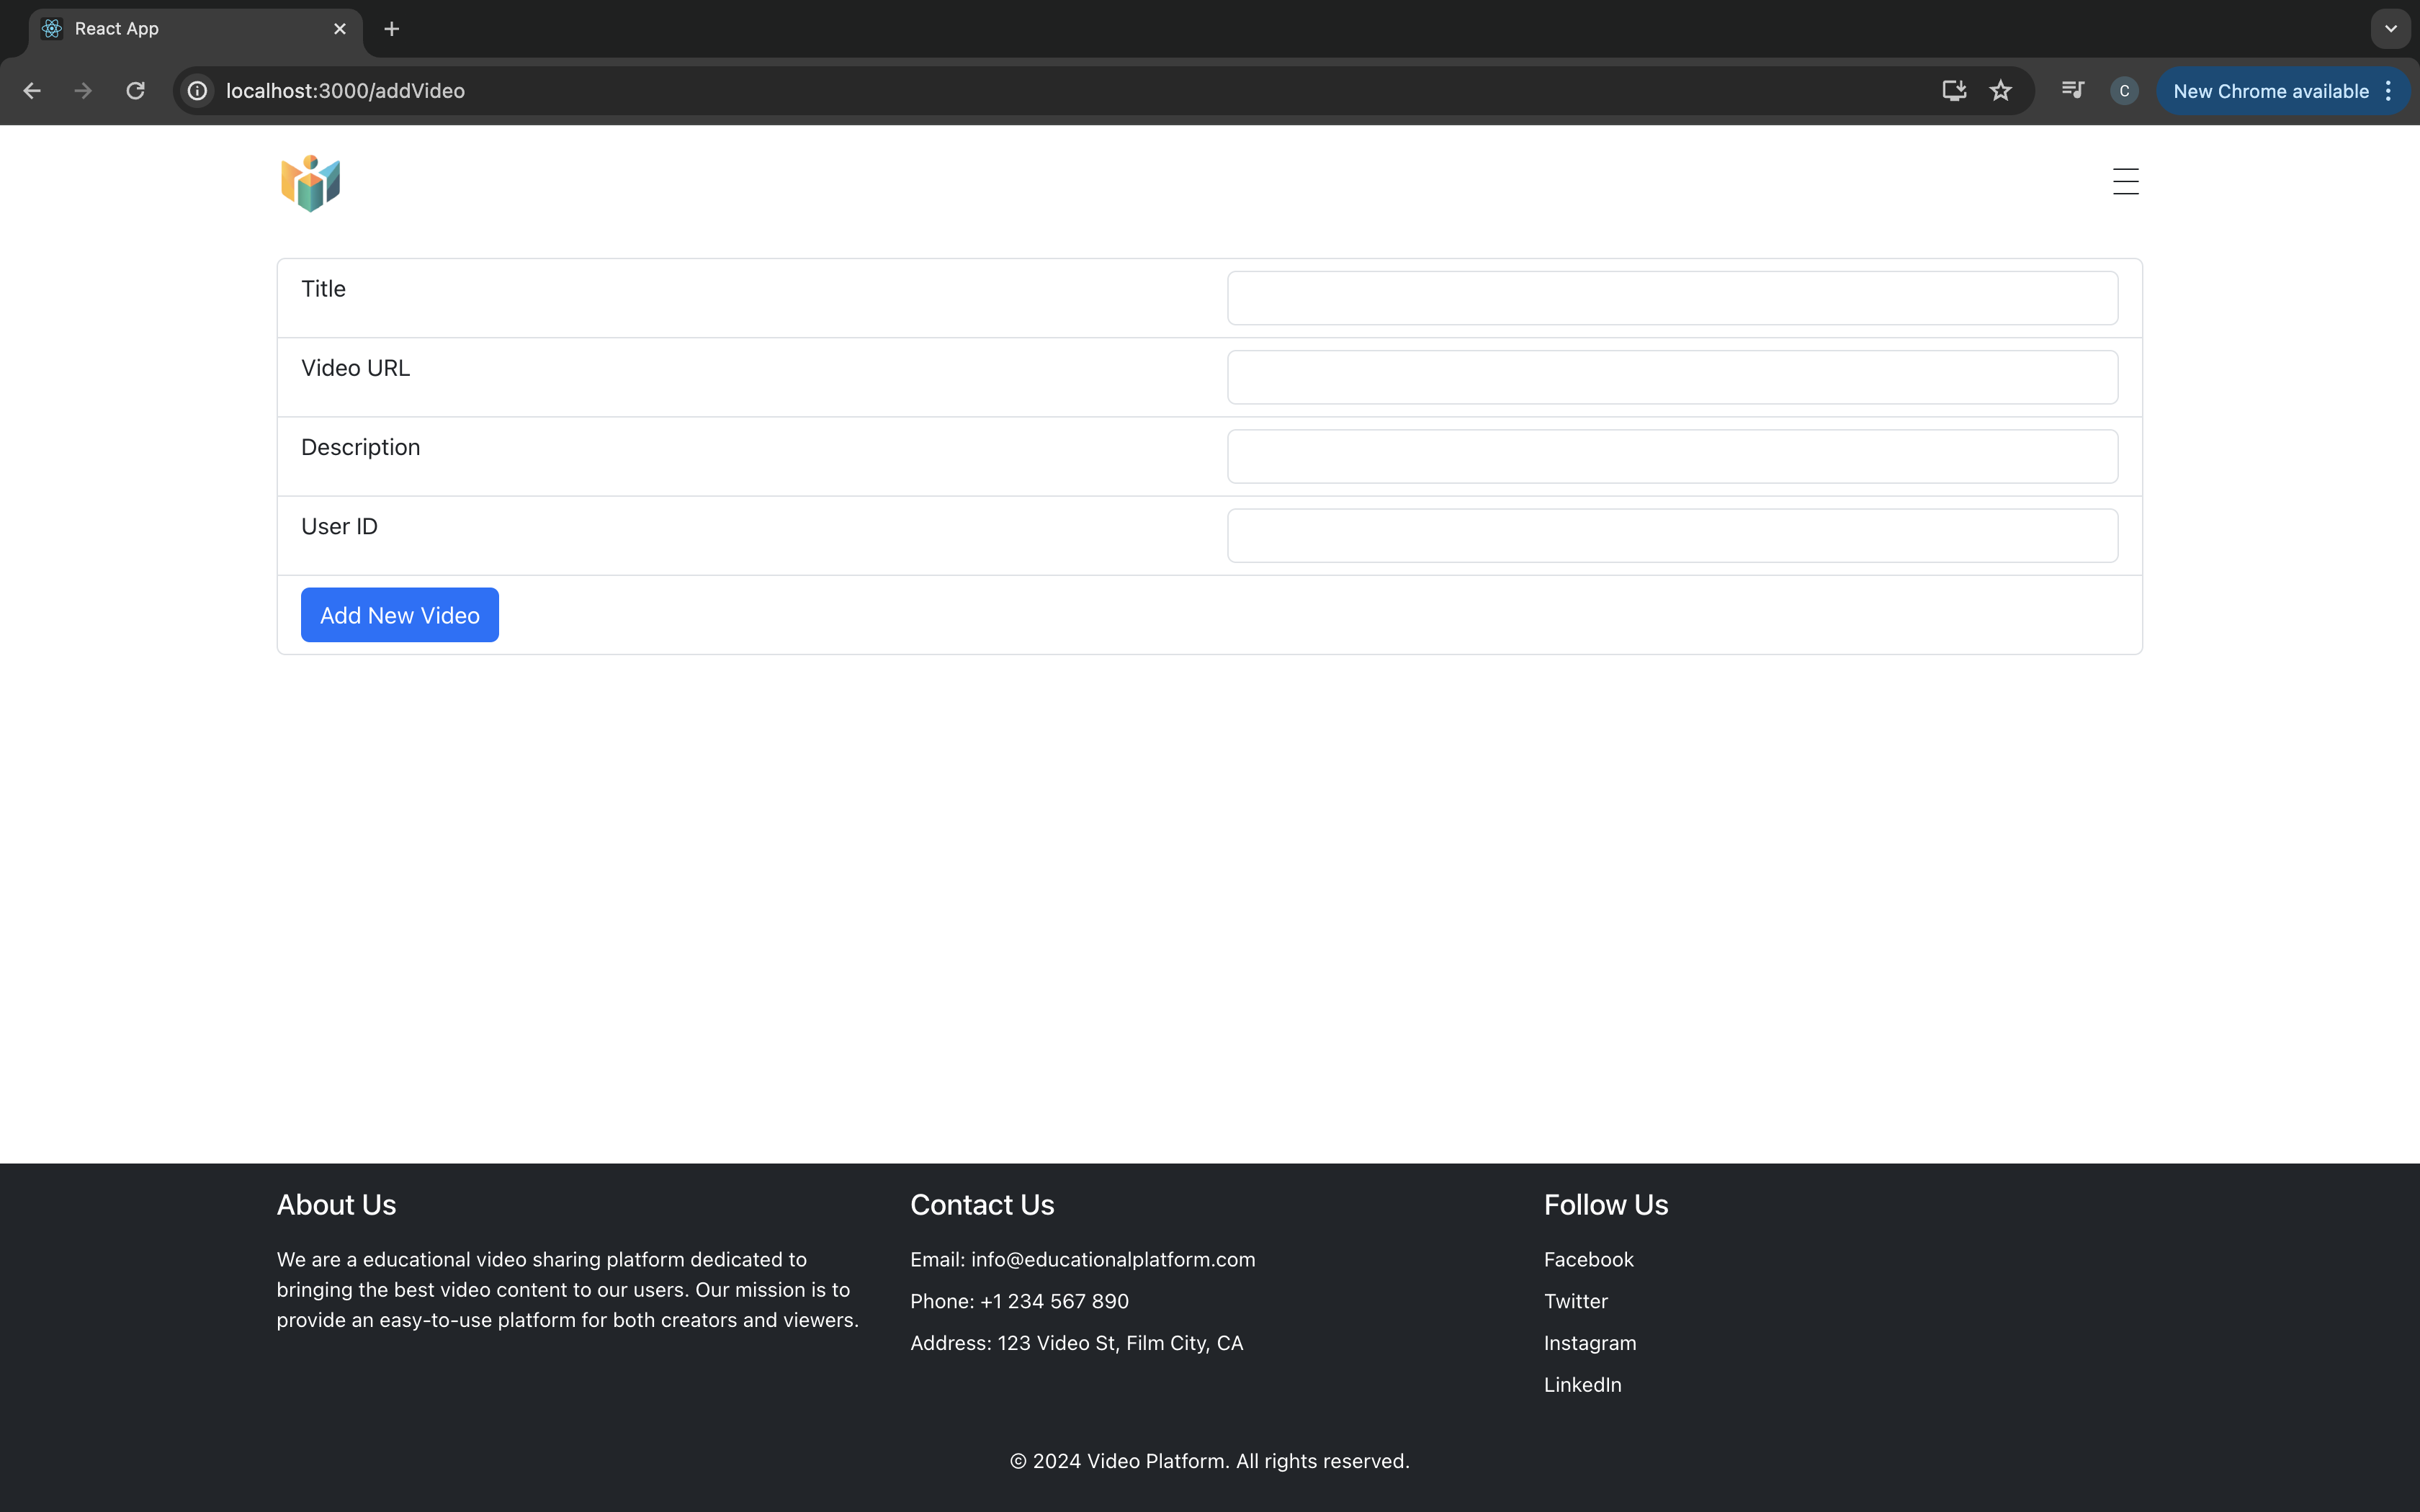 React App
localhost:3000/addVideo
C
New Chrome available
Title
Video URL
Description
User ID
Add New Video
About Us
We are a educational video sharing platform dedicated to
bringing the best video content to our users. Our mission is to
provide an easy-to-use platform for both creators and viewers.
Contact Us
Email: info@educationalplatform.com
Phone: +1 234 567 890
Address: 123 Video St, Film City, CA
Follow Us
Facebook
Twitter
Instagram
LinkedIn
© 2024 Video Platform. All rights reserved.